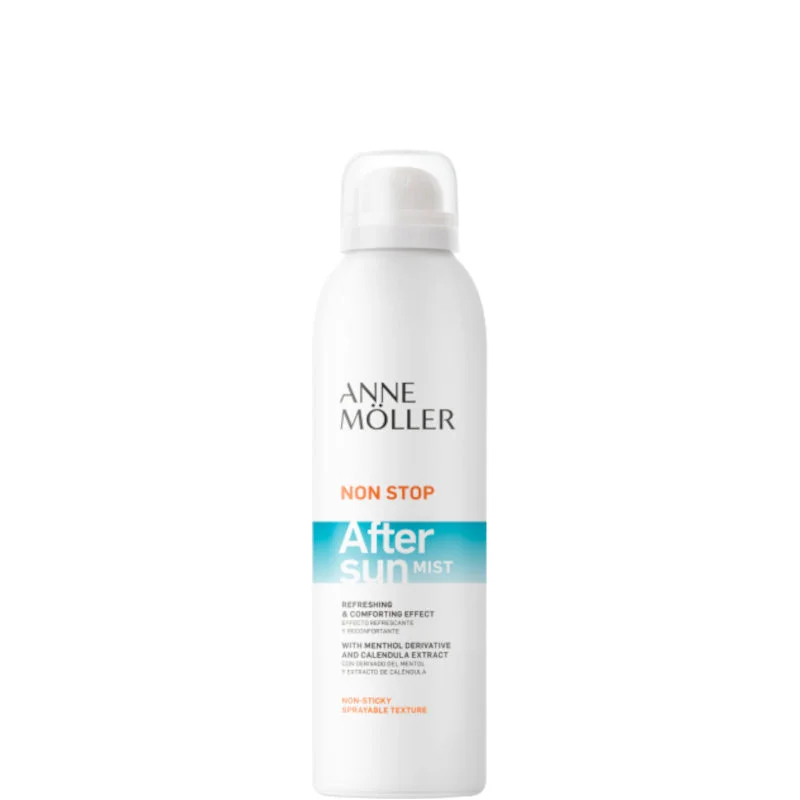 ANNE
MÖLLER
NON STOP
After
sun MIST
REFRESHING
& COMFORTING EFFECT
EFFECTO REFRESCANTE
Y RECONFORTANTE
WITH MENTHOL DERIVATIVE
AND CALENDULA EXTRACT
CON DERIVADO DEL MENTOL
Y EXTRACTO DE CALÉNDULA
NON-STICKY
SPRAYABLE TEXTURE